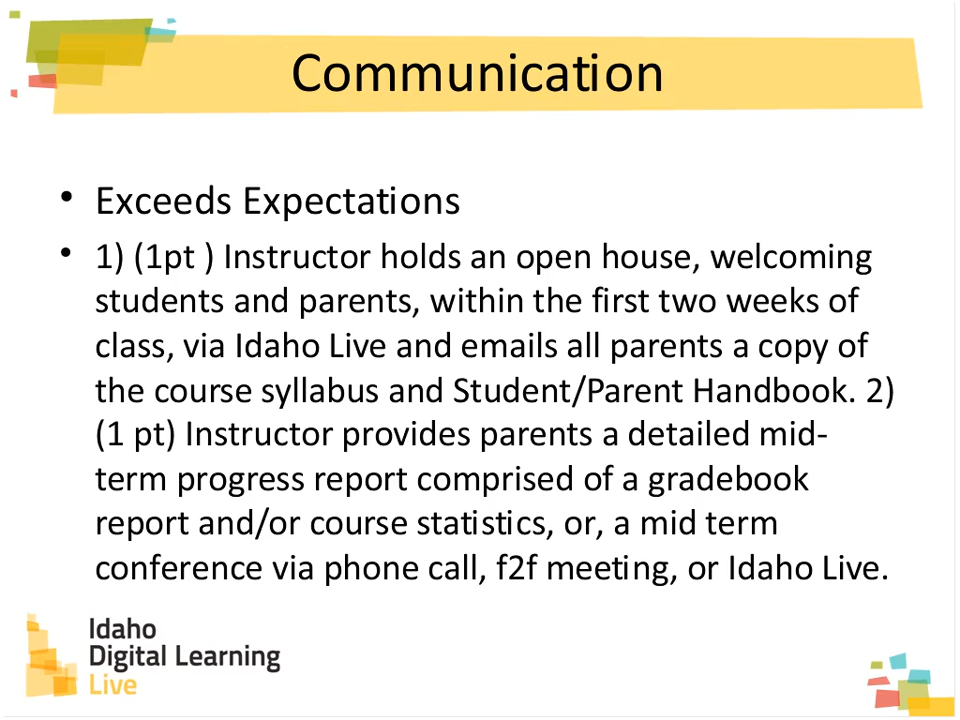 Communication
• Exceeds Expectations
• 1) (1pt ) Instructor holds an open house, welcoming
students and parents, within the first two weeks of
class, via Idaho Live and emails all parents a copy of
the course syllabus and Student/Parent Handbook. 2)
(1 pt) Instructor provides parents a detailed mid-
term progress report comprised of a gradebook
report and/or course statistics, or, a mid term
conference via phone call, f2f meeting, or Idaho Live.
Idaho
Digital Learning
Live